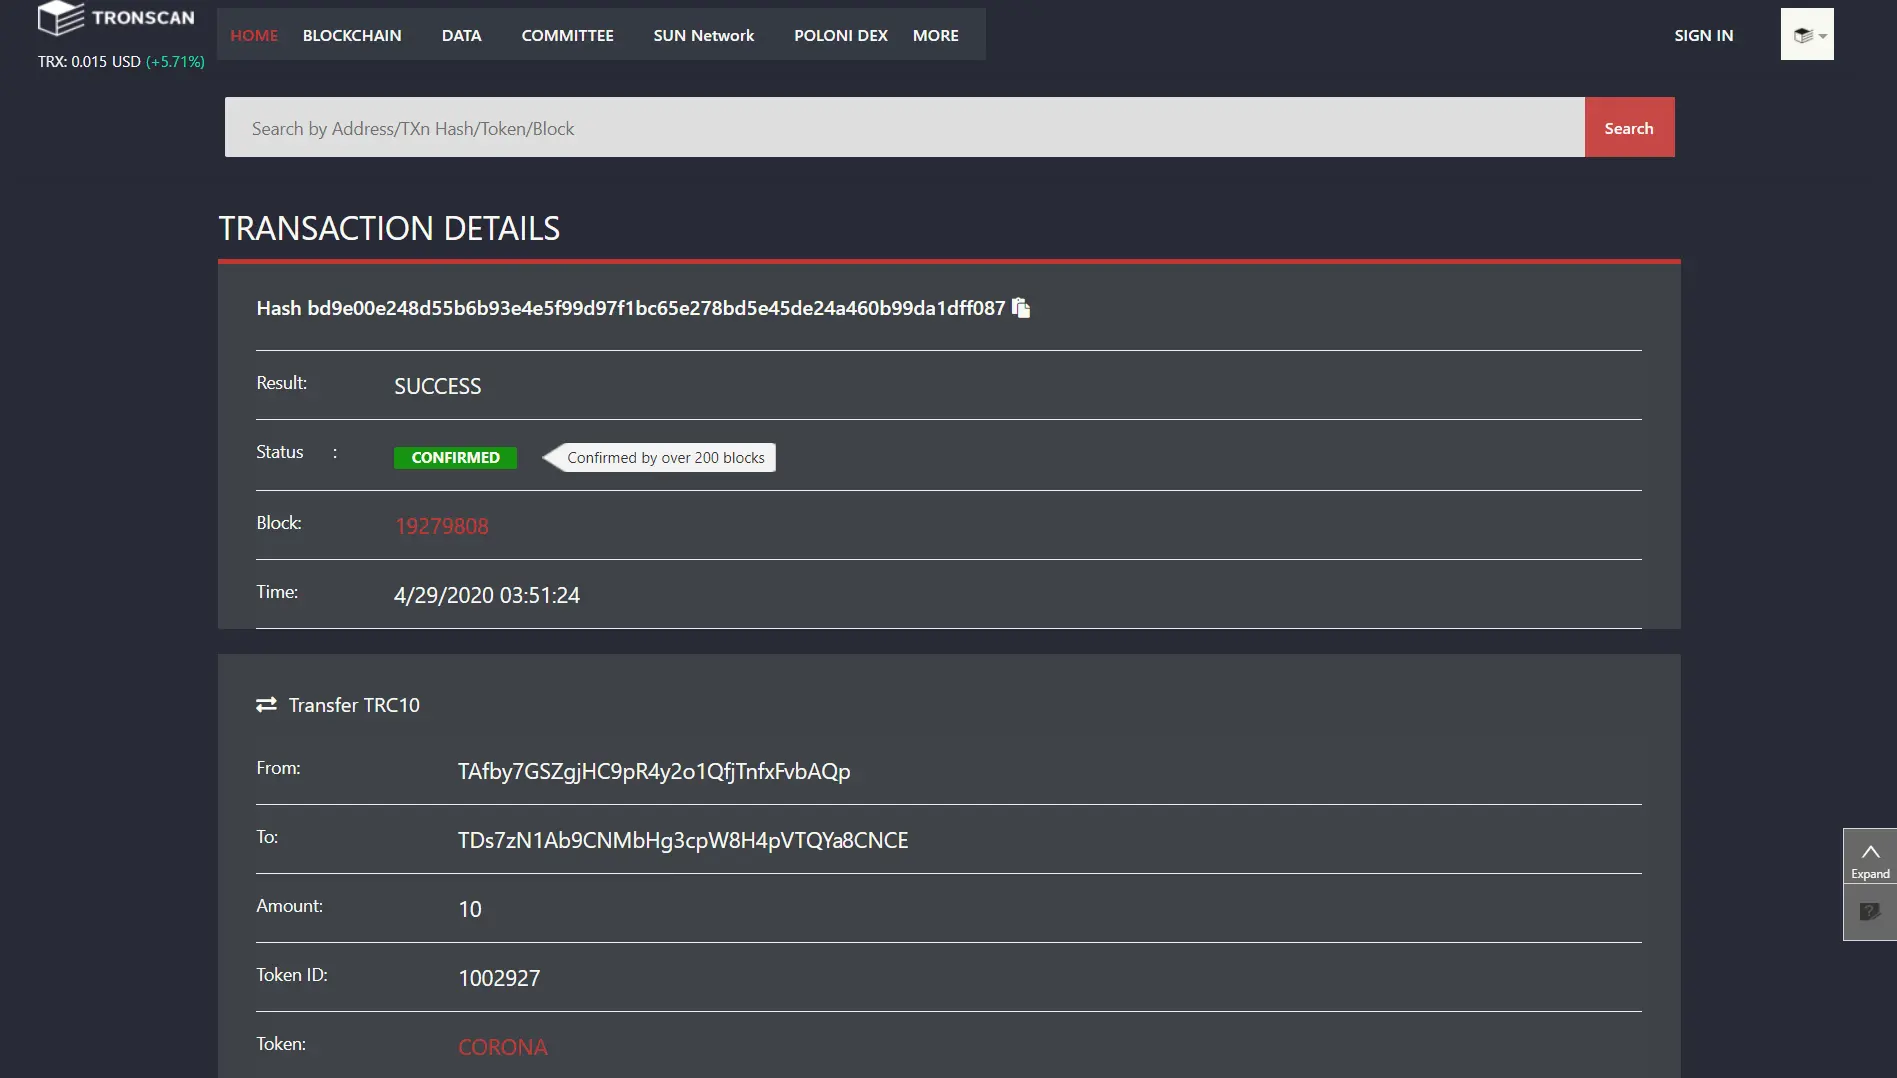 TRONSCAN
TRX: 0.015 USD (+5.71%)
HOME BLOCKCHAIN DATA COMMITTEE SUN Network POLONI DEX MORE SIGN IN
Search by Address/TXn Hash/Token/Block Search
TRANSACTION DETAILS
Hash bd9e00e248d55b6b93e4e5f99d97f1bc65e278bd5e45de24a460b99da1dff087
Result: SUCCESS
Status : CONFIRMED Confirmed by over 200 blocks
Block: 19279808
Time: 4/29/2020 03:51:24
Transfer TRC10
From: TAfby7GSZgjHC9pR4y2o1QfjTnfxFvbAQp
To: TDs7zN1Ab9CNMbHg3cpW8H4pVTQYa8CNCE
Amount: 10
Expand
Token ID: 1002927
Token: CORONA